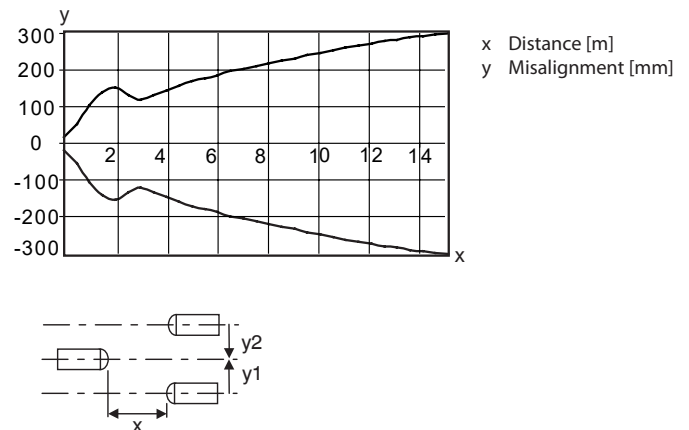 y
300
200
100
0
-100
-200
-300
2 4 6 8 10 12 14
x
x Distance [m]
y Misalignment [mm]
y2
y1
x